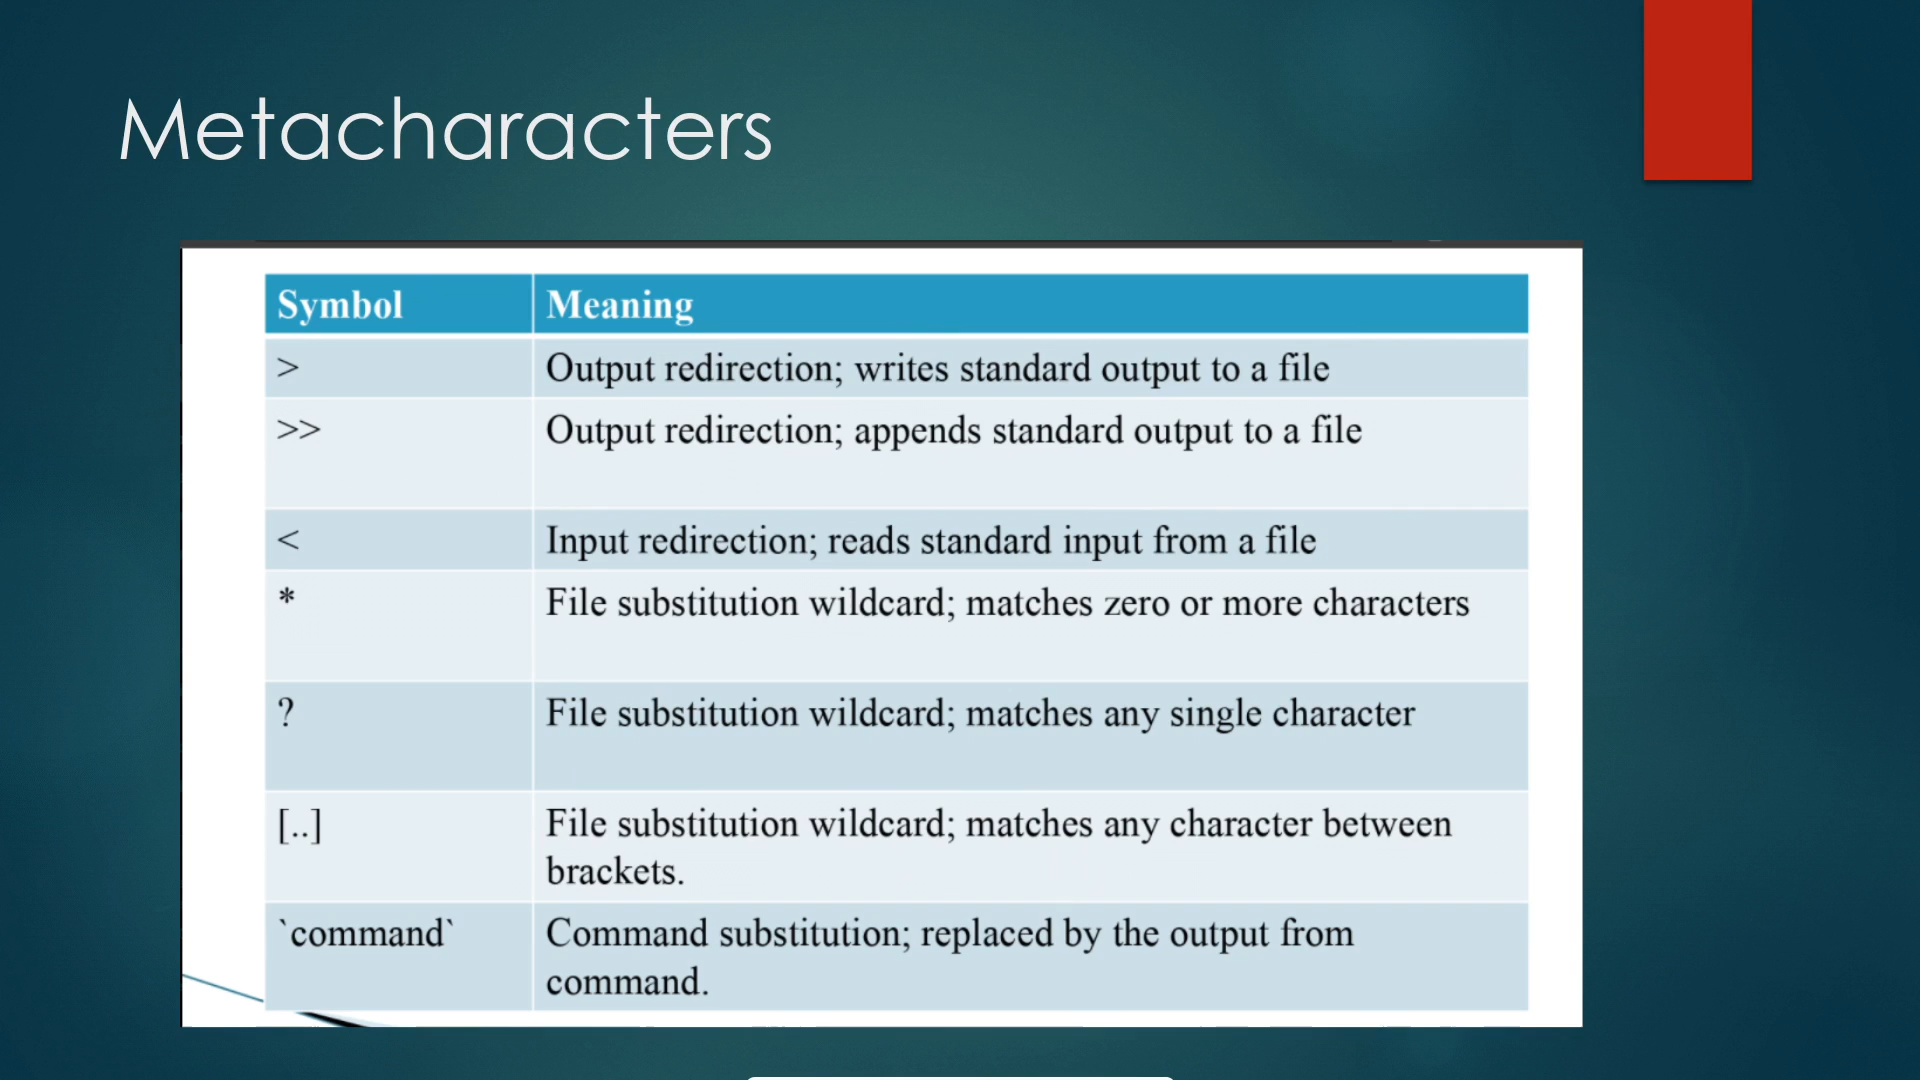 Metacharacters
Symbol Meaning
> Output redirection; writes standard output to a file
>> Output redirection; appends standard output to a file
< Input redirection; reads standard input from a file
* File substitution wildcard; matches zero or more characters
? File substitution wildcard; matches any single character
[..] File substitution wildcard; matches any character between
brackets.
`command` Command substitution; replaced by the output from
command.